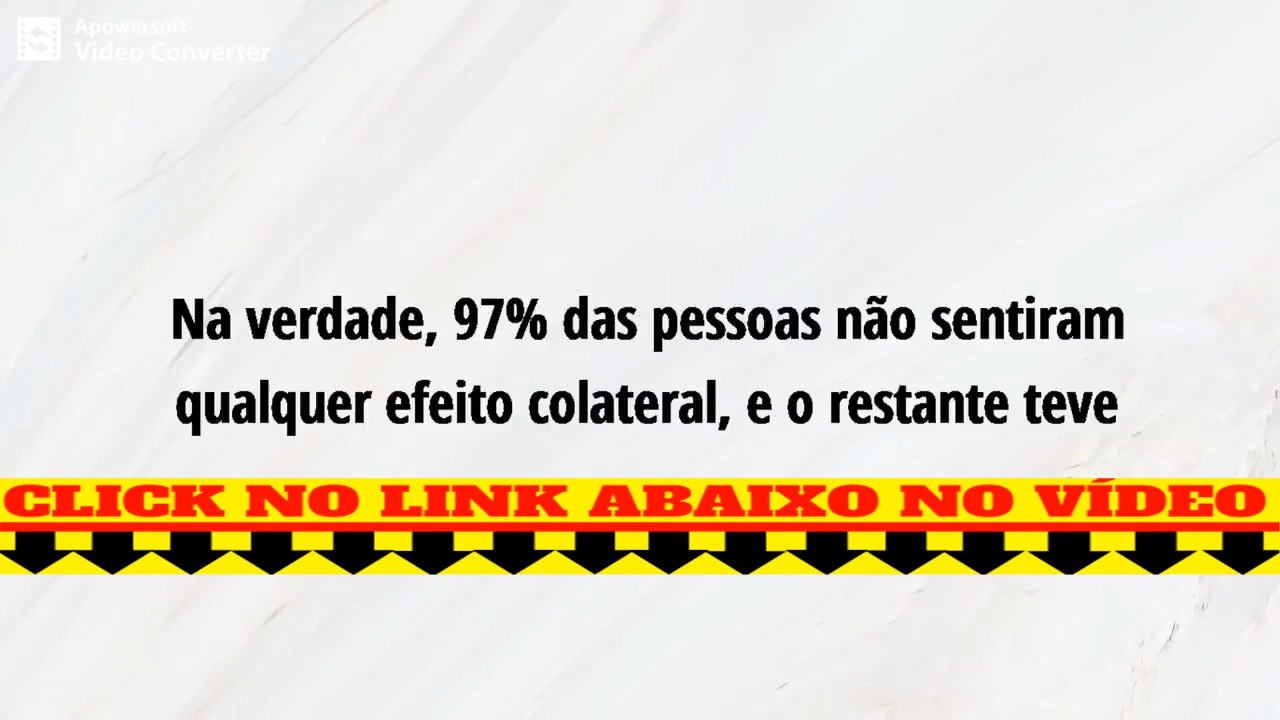 Apowersoft
Video Converter
Na verdade, 97% das pessoas não sentiram
qualquer efeito colateral, e o restante teve
CLICK NO LINK ABAIXO NO VÍDEO